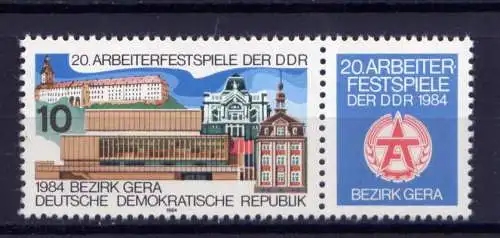 20. ARBEITERFESTSPIELE DER DDR
10
1984 BEZIRK GERA
DEUTSCHE DEMOKRATISCHE REPUBLIK
1984
20. ARBEITER-
FESTSPIELE
DER DDR 1984
BEZIRK GERA